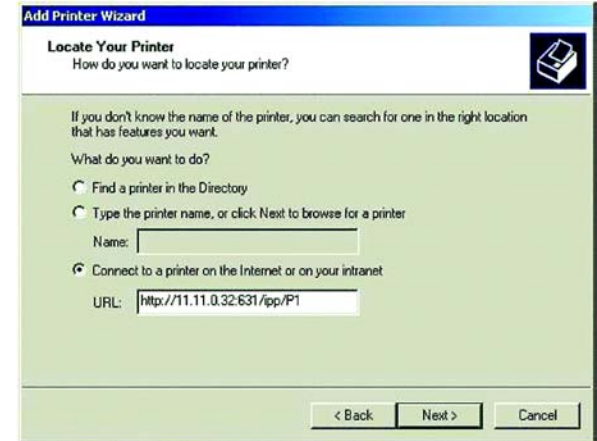 Add Printer Wizard
Locate Your Printer
How do you want to locate your printer?
If you don't know the name of the printer, you can search for one in the right location
that has features you want.
What do you want to do?
Find a printer in the Directory
Type the printer name, or click Next to browse for a printer
Name:
Connect to a printer on the Internet or on your intranet
URL: http://11.11.0.32:631/ipp/P1
< Back Next > Cancel